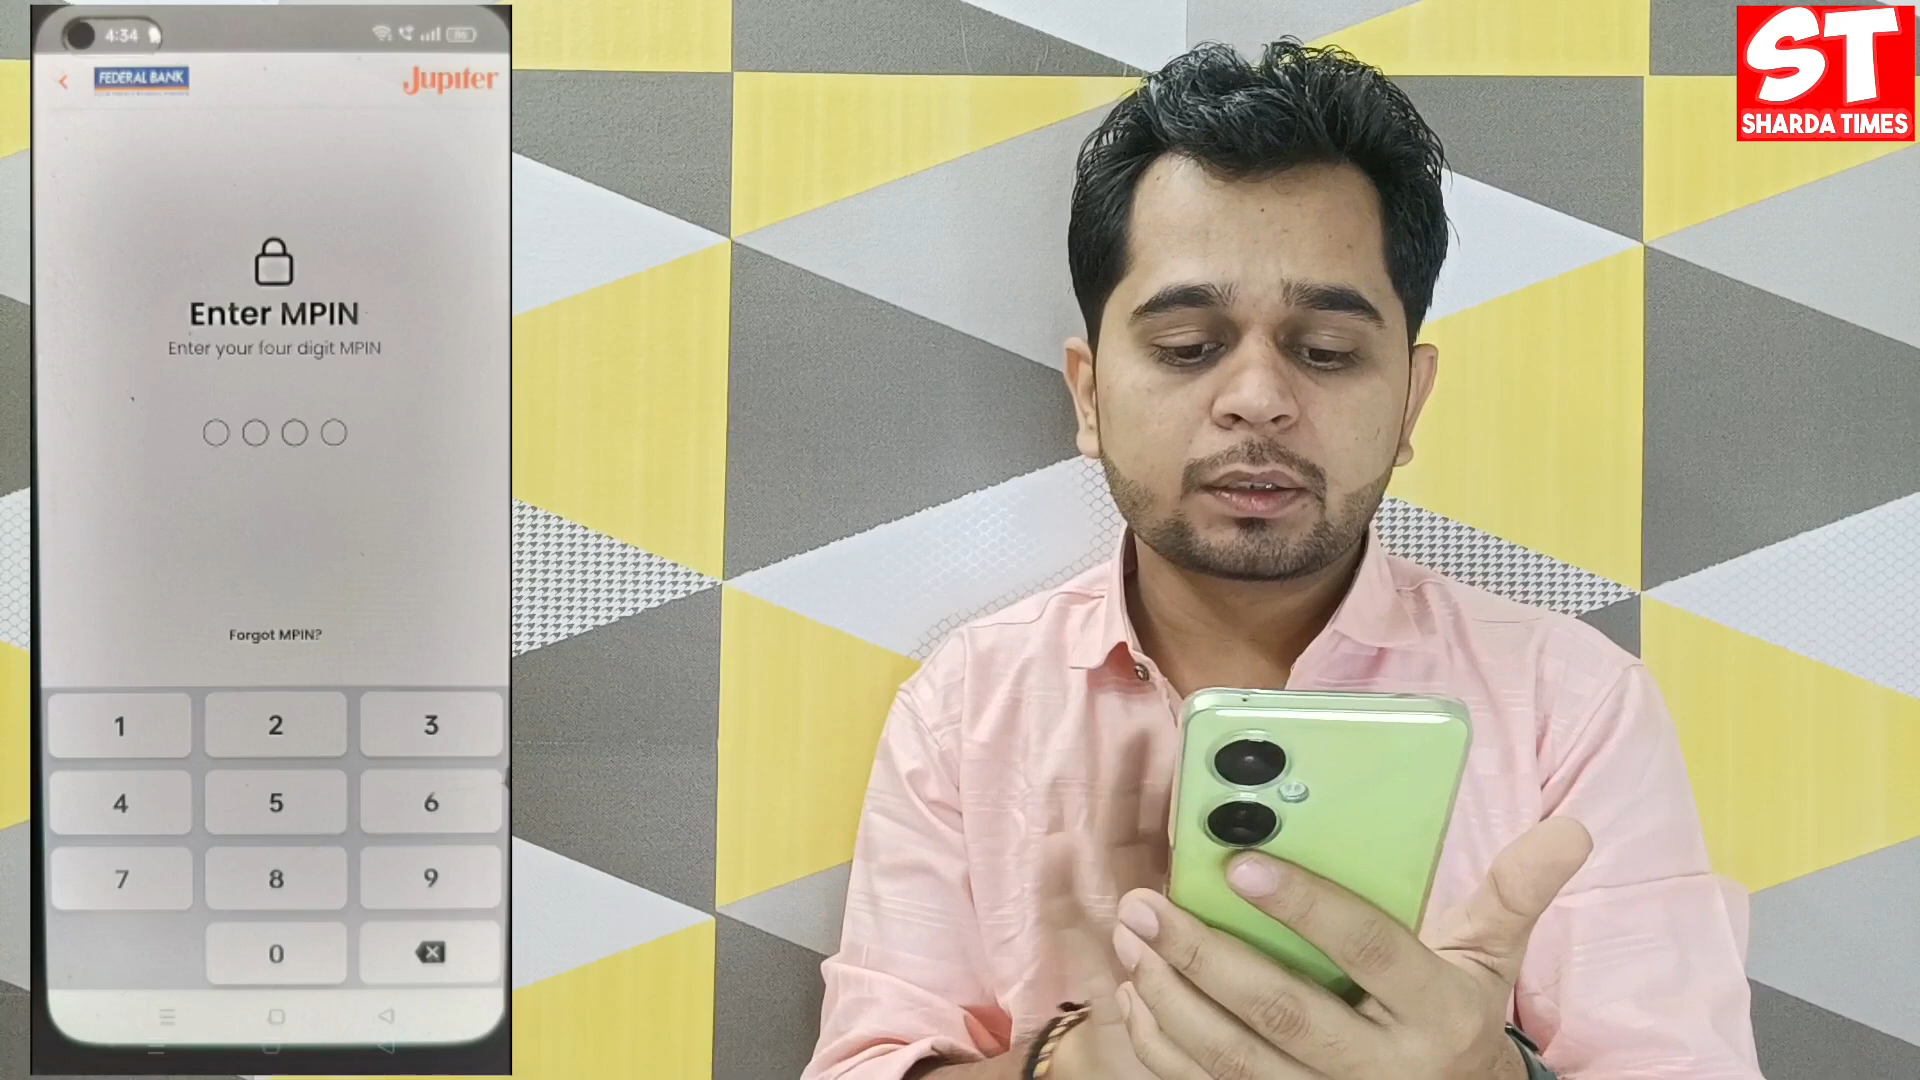 4:34
FEDERAL BANK
Jupiter
Enter MPIN
Enter your four digit MPIN
Forgot MPIN?
1 2 3
4 5 6
7 8 9
0
ST
SHARDA TIMES